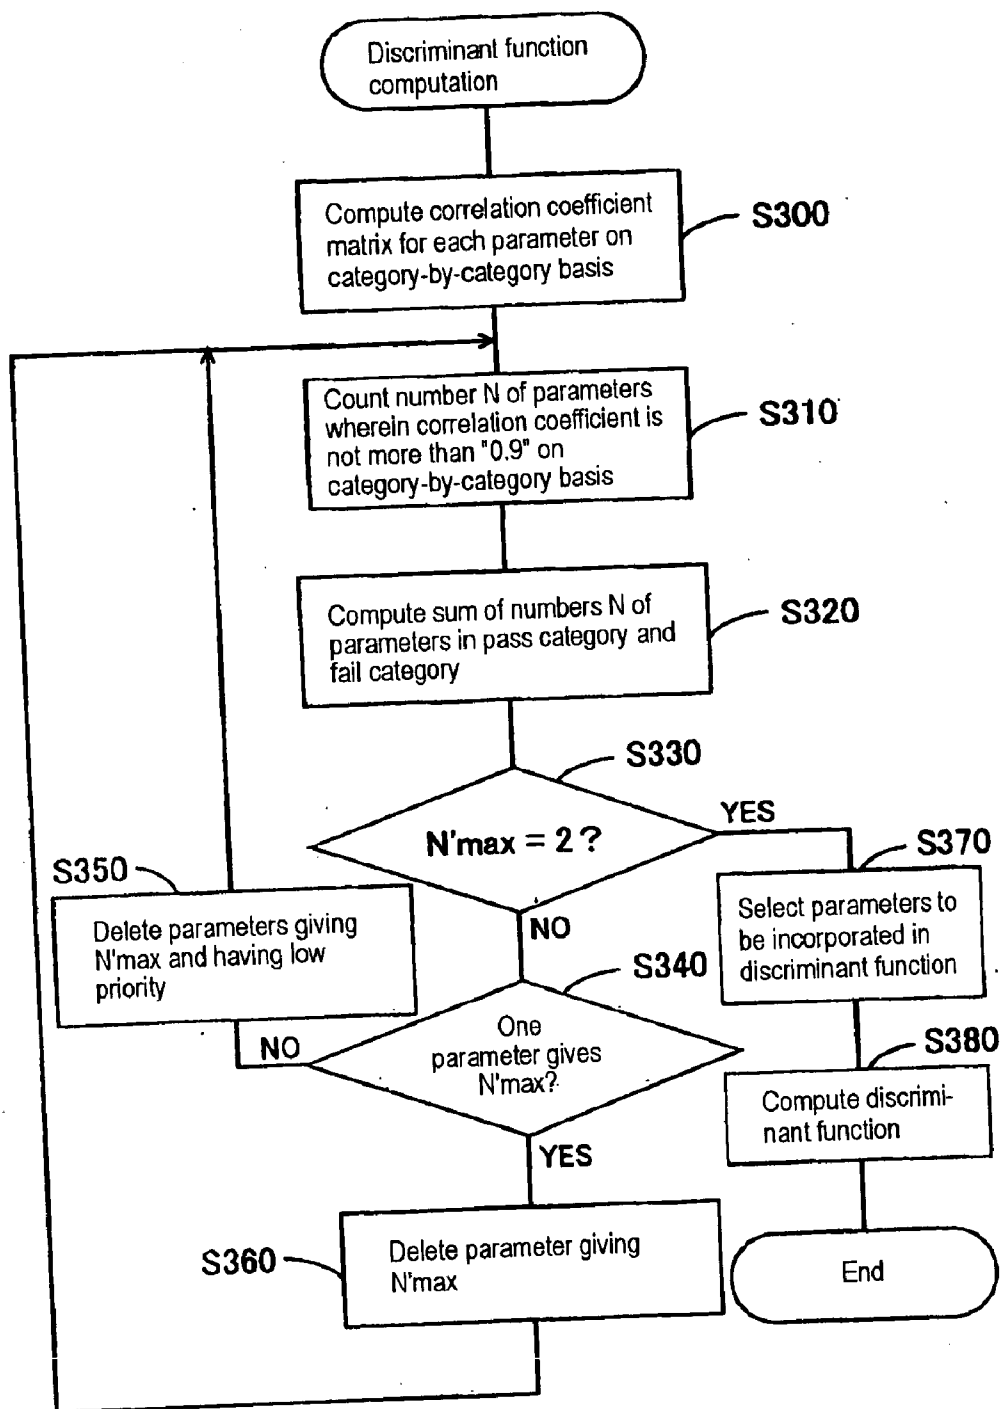 Discriminant function
computation
Compute correlation coefficient
matrix for each parameter on
category-by-category basis
S300
Count number N of parameters
wherein correlation coefficient is
not more than "0.9" on
category-by-category basis
S310
Compute sum of numbers N of
parameters in pass category and
fail category
S320
S330
N'max = 2 ?
YES
NO
S350
Delete parameters giving
N'max and having low
priority
S340
One
parameter gives
N'max?
NO
YES
S360
Delete parameter giving
N'max
S370
Select parameters to
be incorporated in
discriminant function
S380
Compute discrimi-
nant function
End